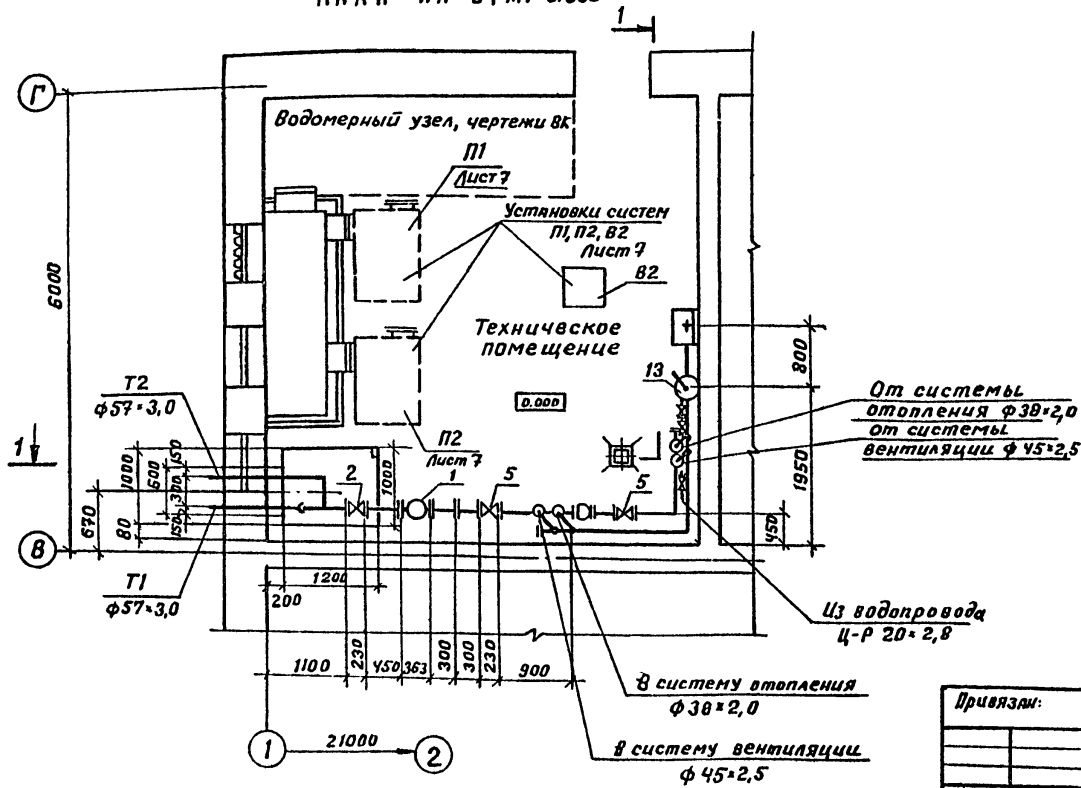 1
Г
Водомерный узел, чертежи ВК
П1
Лист 7
Установки систем
П1, П2, В2
Лист 7
В2
6000
Техническое
помещение
800
13
Т2
ф57×3,0
0.000
От системы
отопления ф38×2,0
от системы
вентиляции ф45×2,5
П2
Лист 7
1
1000
600
150
300
150
80
670
1000
2
1
5
5
1950
450
В
Т1
ф57×3,0
1200
200
Из водопровода
Ц-Р 20×2,8
1100
230
450
363
300
300
230
900
В систему отопления
ф38×2,0
1
21000
2
В систему вентиляции
ф45×2,5
Привязан: